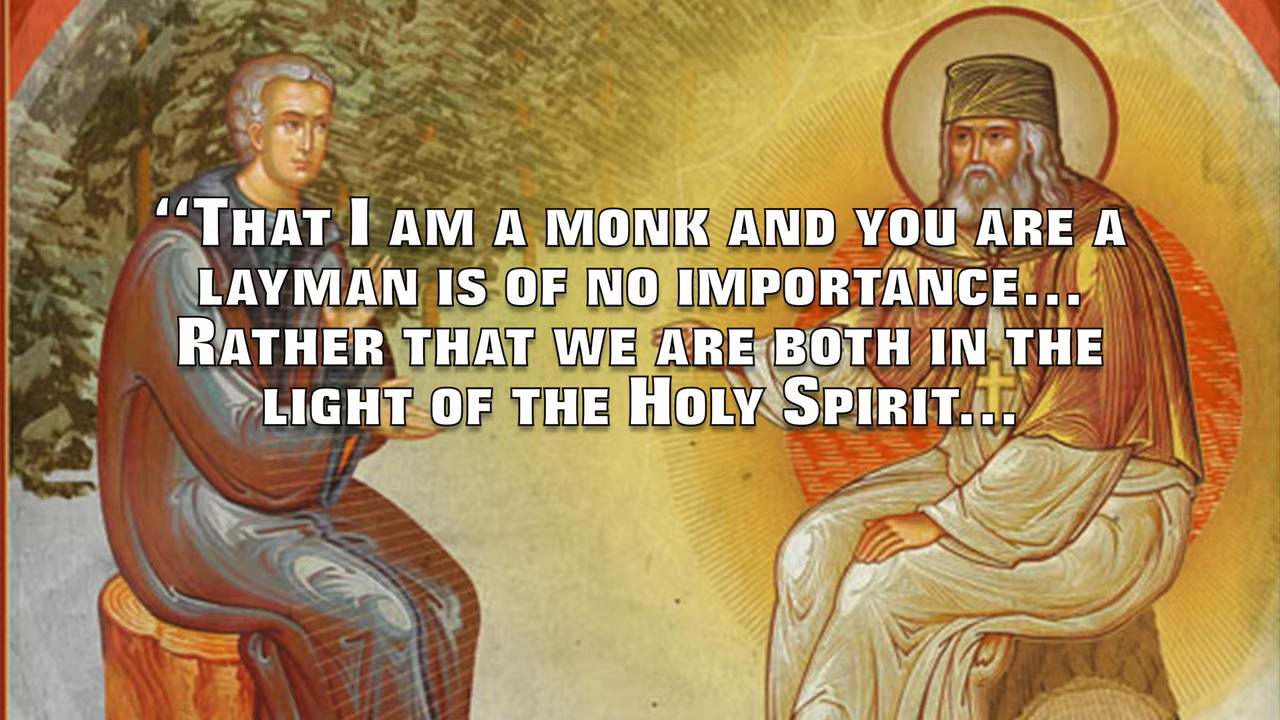 “That I am a monk and you are a
layman is of no importance...
Rather that we are both in the
light of the Holy Spirit...